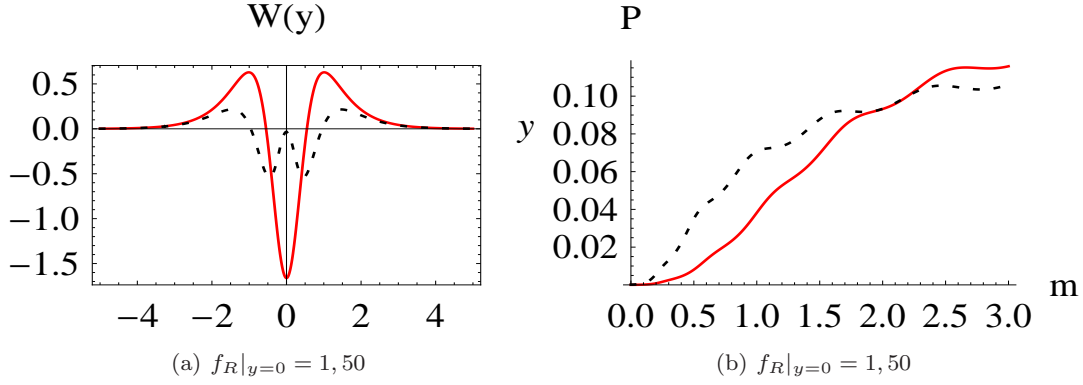 W(y)
0.5
0.0
−0.5
−1.0
−1.5
−4 −2 0 2 4
y
(a) f_R|_{y=0} = 1, 50
P
0.10
0.08
0.06
0.04
0.02
0.0 0.5 1.0 1.5 2.0 2.5 3.0
m
(b) f_R|_{y=0} = 1, 50